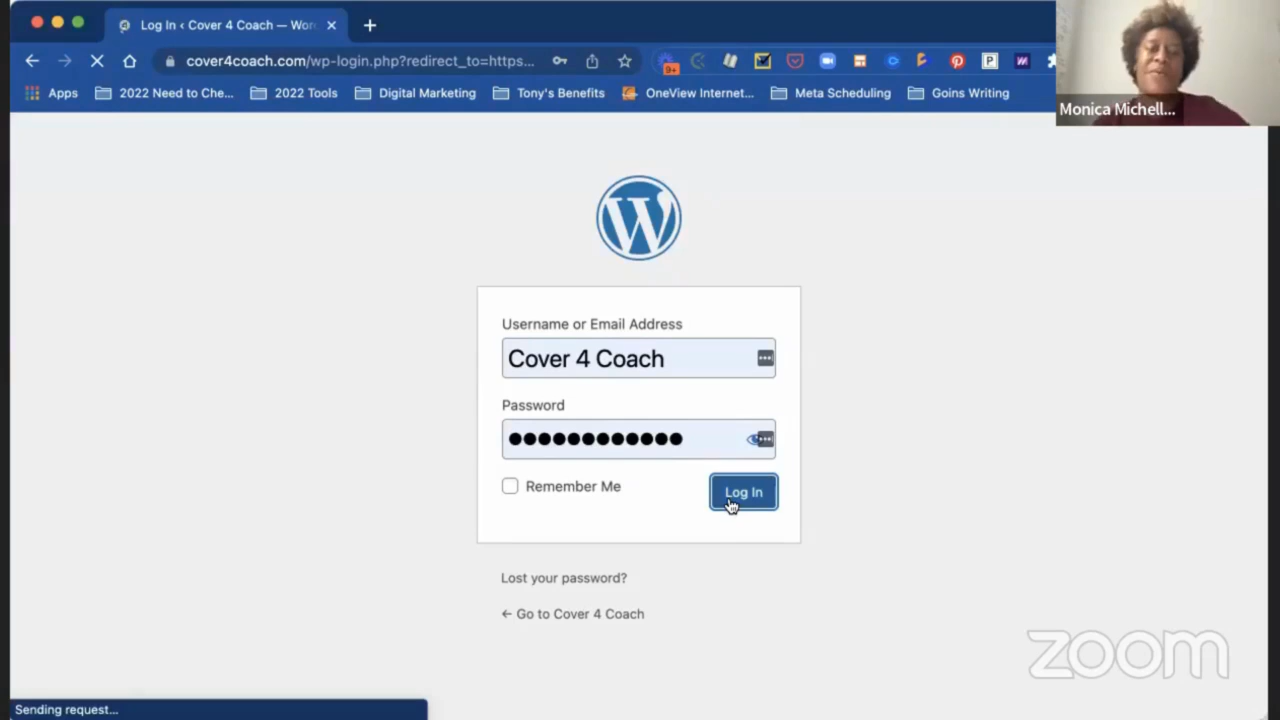 Log In ‹ Cover 4 Coach — Wor
cover4coach.com/wp-login.php?redirect_to=https...
9+
Apps
2022 Need to Che...
2022 Tools
Digital Marketing
Tony's Benefits
OneView Internet...
Meta Scheduling
Goins Writing
Monica Michell...
Username or Email Address
Cover 4 Coach
Password
Remember Me
Log In
Lost your password?
← Go to Cover 4 Coach
zoom
Sending request...